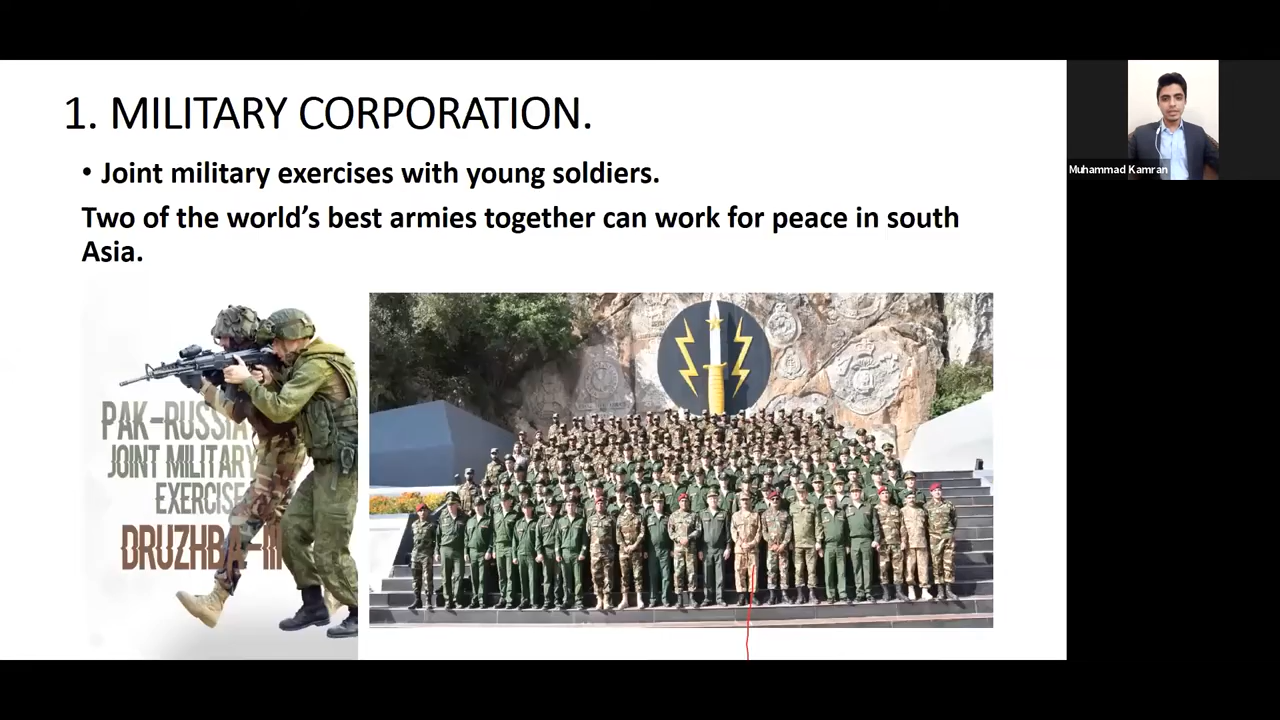 1. MILITARY CORPORATION.
• Joint military exercises with young soldiers.
Two of the world's best armies together can work for peace in south
Asia.
PAK-RUSSIA
JOINT MILITARY
EXERCISE
DRUZHBA-III
Muhammad Kamran